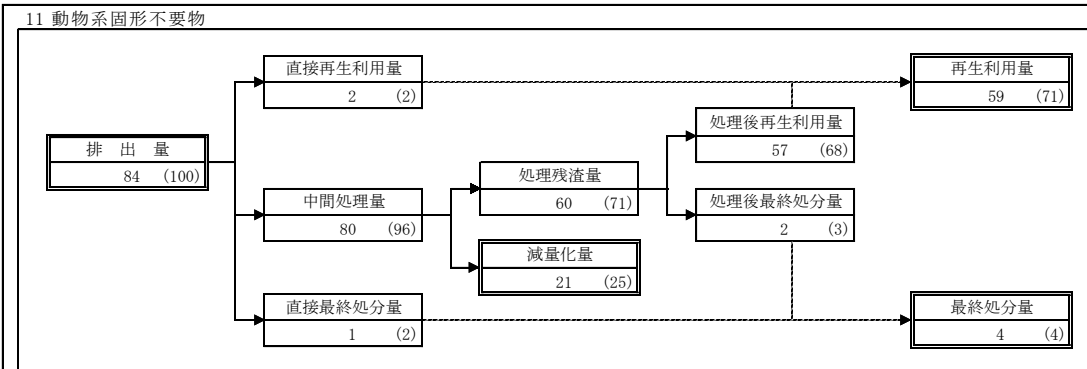 11 動物系固形不要物
直接再生利用量
2 (2)
再生利用量
59 (71)
処理後再生利用量
57 (68)
排 出 量
84 (100)
処理残渣量
60 (71)
中間処理量
80 (96)
処理後最終処分量
2 (3)
減量化量
21 (25)
直接最終処分量
1 (2)
最終処分量
4 (4)